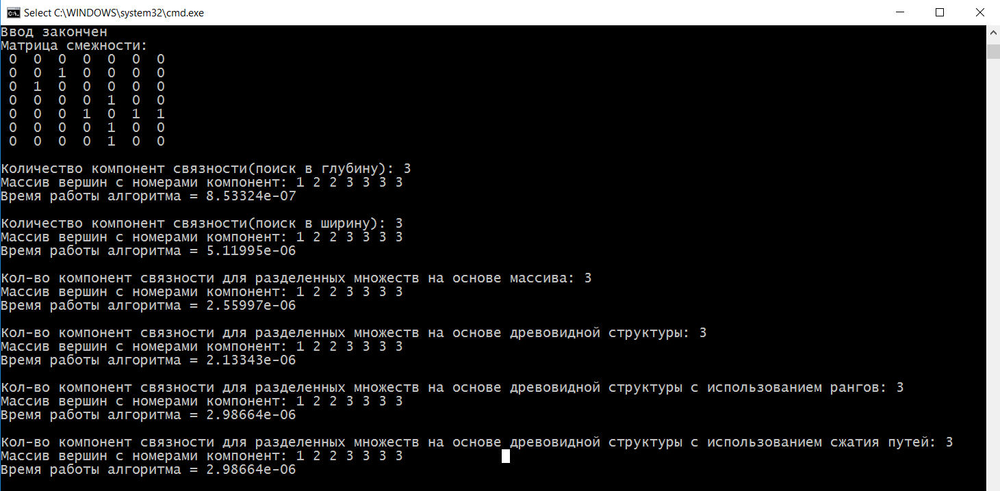 Select C:\WINDOWS\system32\cmd.exe
Ввод закончен
Матрица смежности:
0 0 0 0 0 0 0
0 0 1 0 0 0 0
0 1 0 0 0 0 0
0 0 0 0 1 0 0
0 0 0 1 0 1 1
0 0 0 0 1 0 0
0 0 0 0 1 0 0
Количество компонент связности(поиск в глубину): 3
Массив вершин с номерами компонент: 1 2 2 3 3 3 3
Время работы алгоритма = 8.53324e-07
Количество компонент связности(поиск в ширину): 3
Массив вершин с номерами компонент: 1 2 2 3 3 3 3
Время работы алгоритма = 5.11995e-06
Кол-во компонент связности для разделенных множеств на основе массива: 3
Массив вершин с номерами компонент: 1 2 2 3 3 3 3
Время работы алгоритма = 2.55997e-06
Кол-во компонент связности для разделенных множеств на основе древовидной структуры: 3
Массив вершин с номерами компонент: 1 2 2 3 3 3 3
Время работы алгоритма = 2.13343e-06
Кол-во компонент связности для разделенных множеств на основе древовидной структуры с использованием рангов: 3
Массив вершин с номерами компонент: 1 2 2 3 3 3 3
Время работы алгоритма = 2.98664e-06
Кол-во компонент связности для разделенных множеств на основе древовидной структуры с использованием сжатия путей: 3
Массив вершин с номерами компонент: 1 2 2 3 3 3 3
Время работы алгоритма = 2.98664e-06